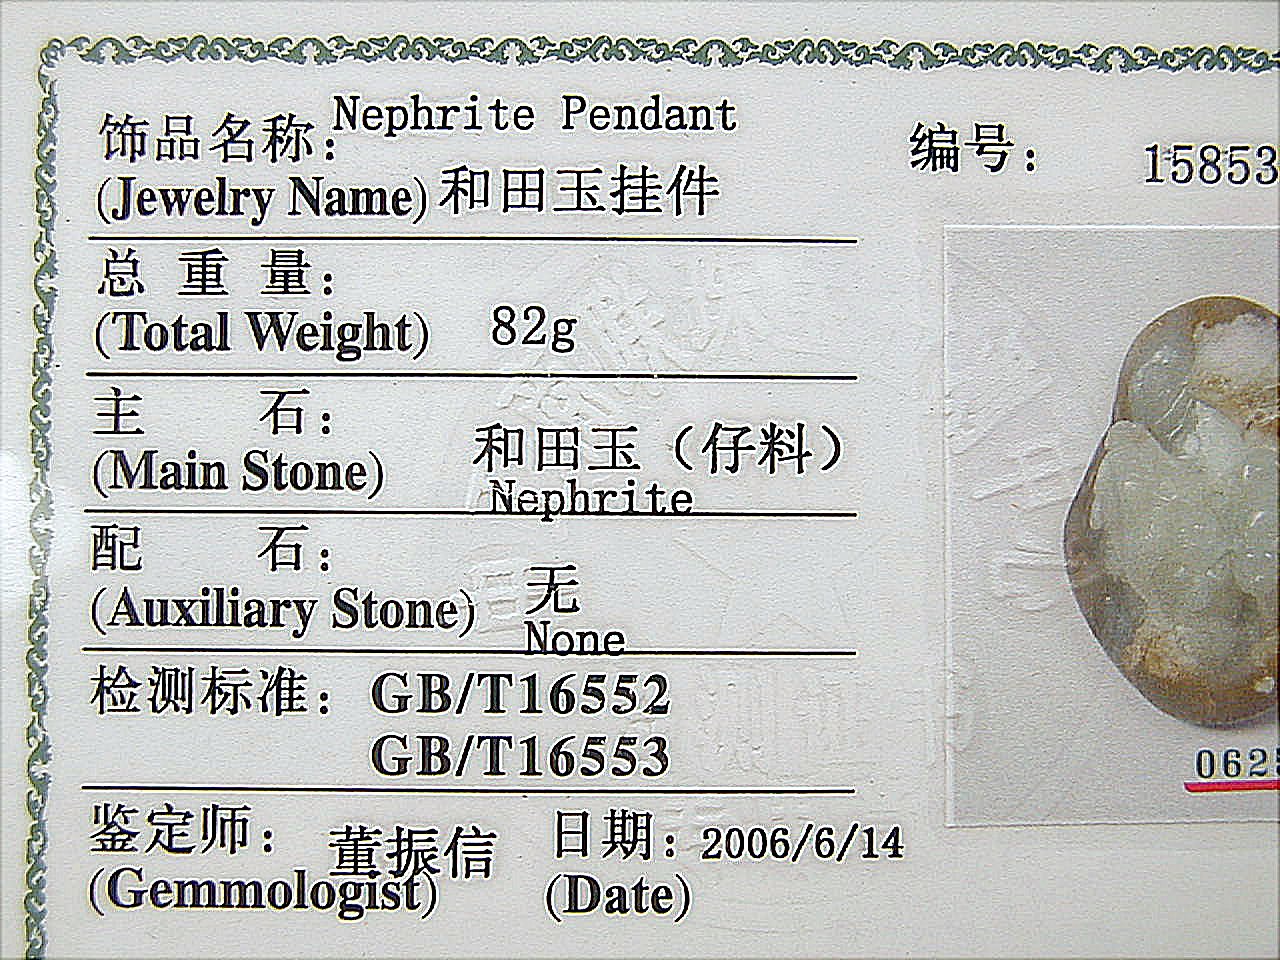 饰品名称: Nephrite Pendant
(Jewelry Name) 和田玉挂件
编号: 15853
总 重 量:
(Total Weight) 82g
主 石: 和田玉（仔料）
(Main Stone) Nephrite
配 石: 无
(Auxiliary Stone) None
检测标准: GB/T16552
GB/T16553
鉴定师: 董振信
(Gemmologist)
日期: 2006/6/14
(Date)
062